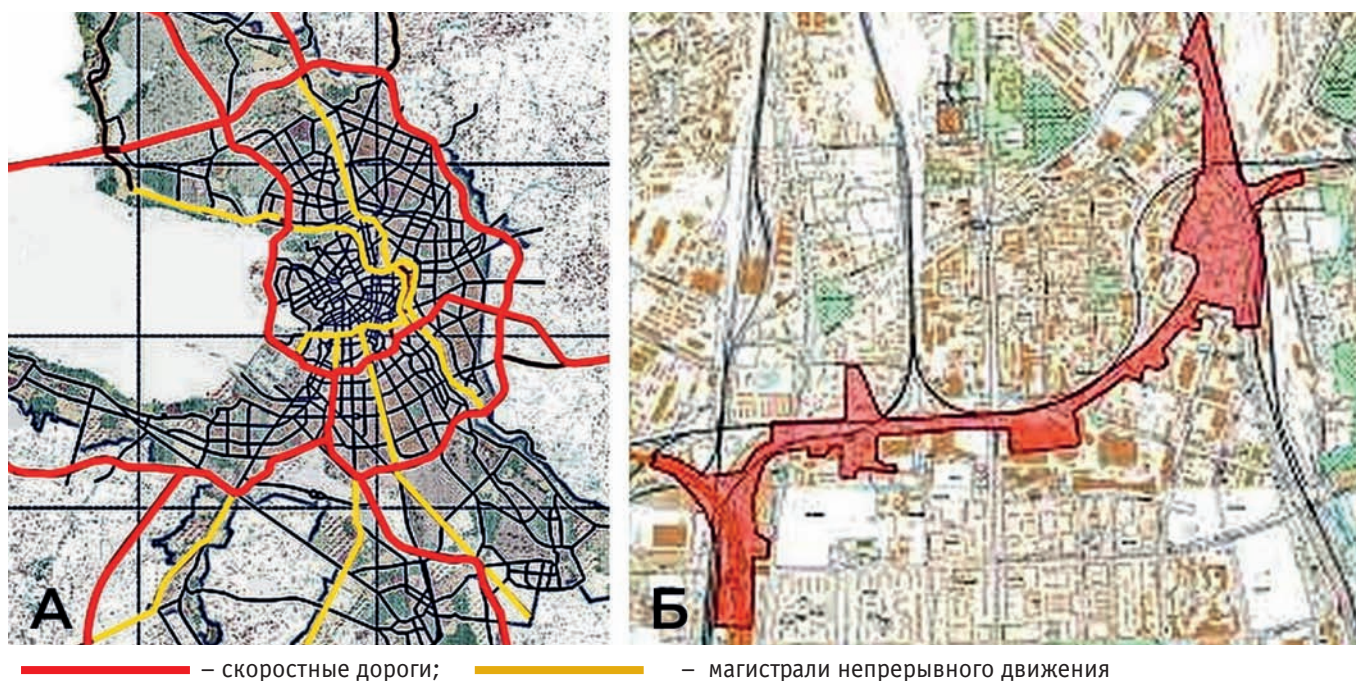 А
Б
– скоростные дороги; – магистрали непрерывного движения